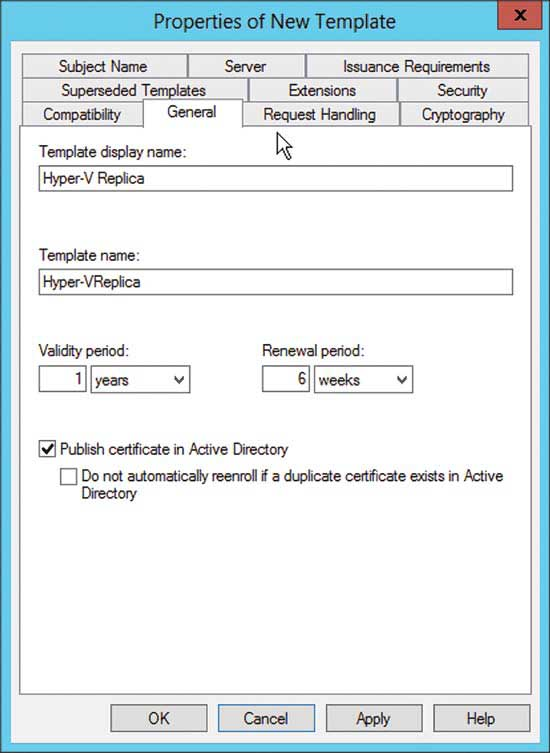 Properties of New Template
x
Subject Name
Server
Issuance Requirements
Superseded Templates
Extensions
Security
Compatibility
General
Request Handling
Cryptography
Template display name:
Hyper-V Replica
Template name:
Hyper-VReplica
Validity period:
Renewal period:
1 years
6 weeks
Publish certificate in Active Directory
Do not automatically reenroll if a duplicate certificate exists in Active
Directory
OK
Cancel
Apply
Help